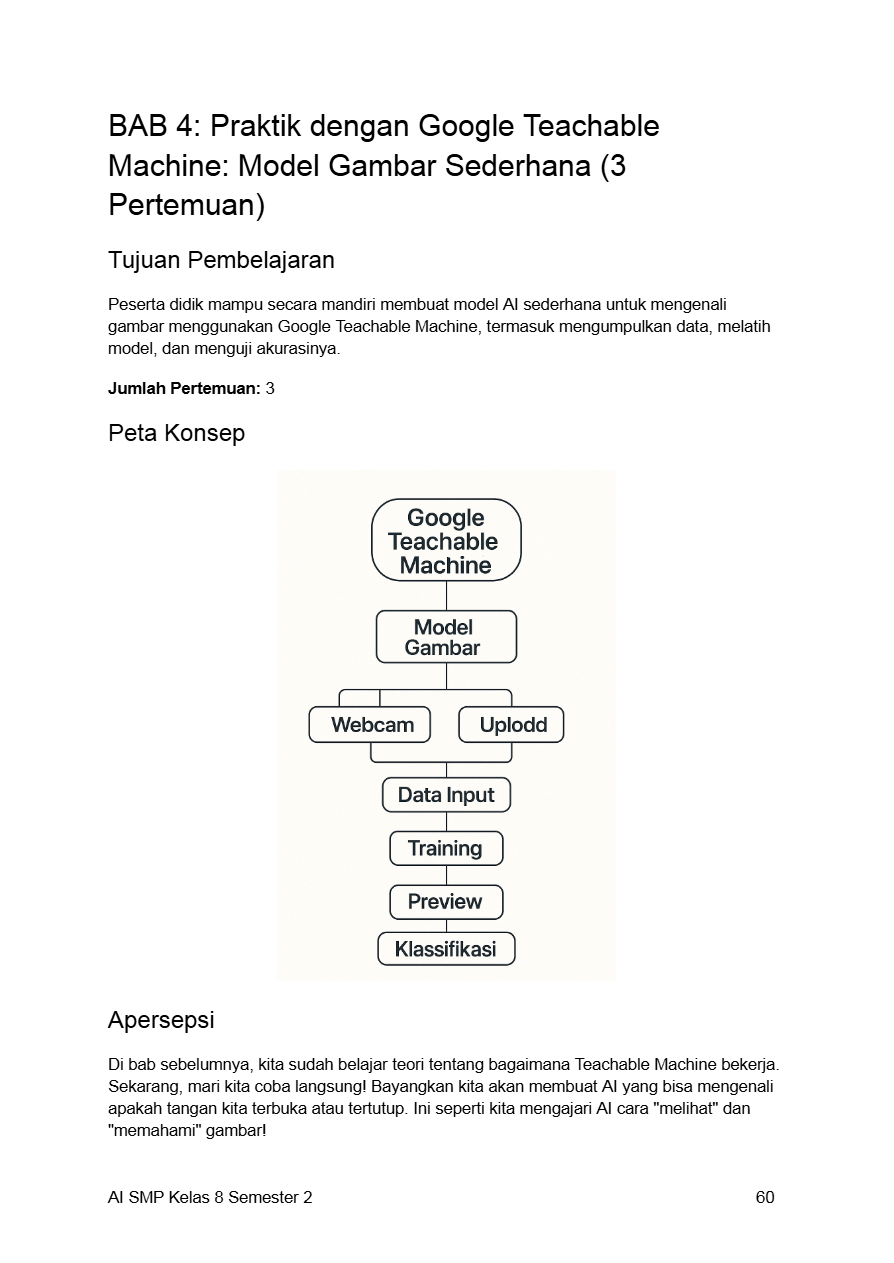 BAB 4: Praktik dengan Google Teachable
Machine: Model Gambar Sederhana (3
Pertemuan)
Tujuan Pembelajaran
Peserta didik mampu secara mandiri membuat model AI sederhana untuk mengenali
gambar menggunakan Google Teachable Machine, termasuk mengumpulkan data, melatih
model, dan menguji akurasinya.
Jumlah Pertemuan: 3
Peta Konsep
Google
Teachable
Machine
Model
Gambar
Webcam
Uplodd
Data Input
Training
Preview
Klassifikasi
Apersepsi
Di bab sebelumnya, kita sudah belajar teori tentang bagaimana Teachable Machine bekerja.
Sekarang, mari kita coba langsung! Bayangkan kita akan membuat AI yang bisa mengenali
apakah tangan kita terbuka atau tertutup. Ini seperti kita mengajari AI cara "melihat" dan
"memahami" gambar!
AI SMP Kelas 8 Semester 2
60